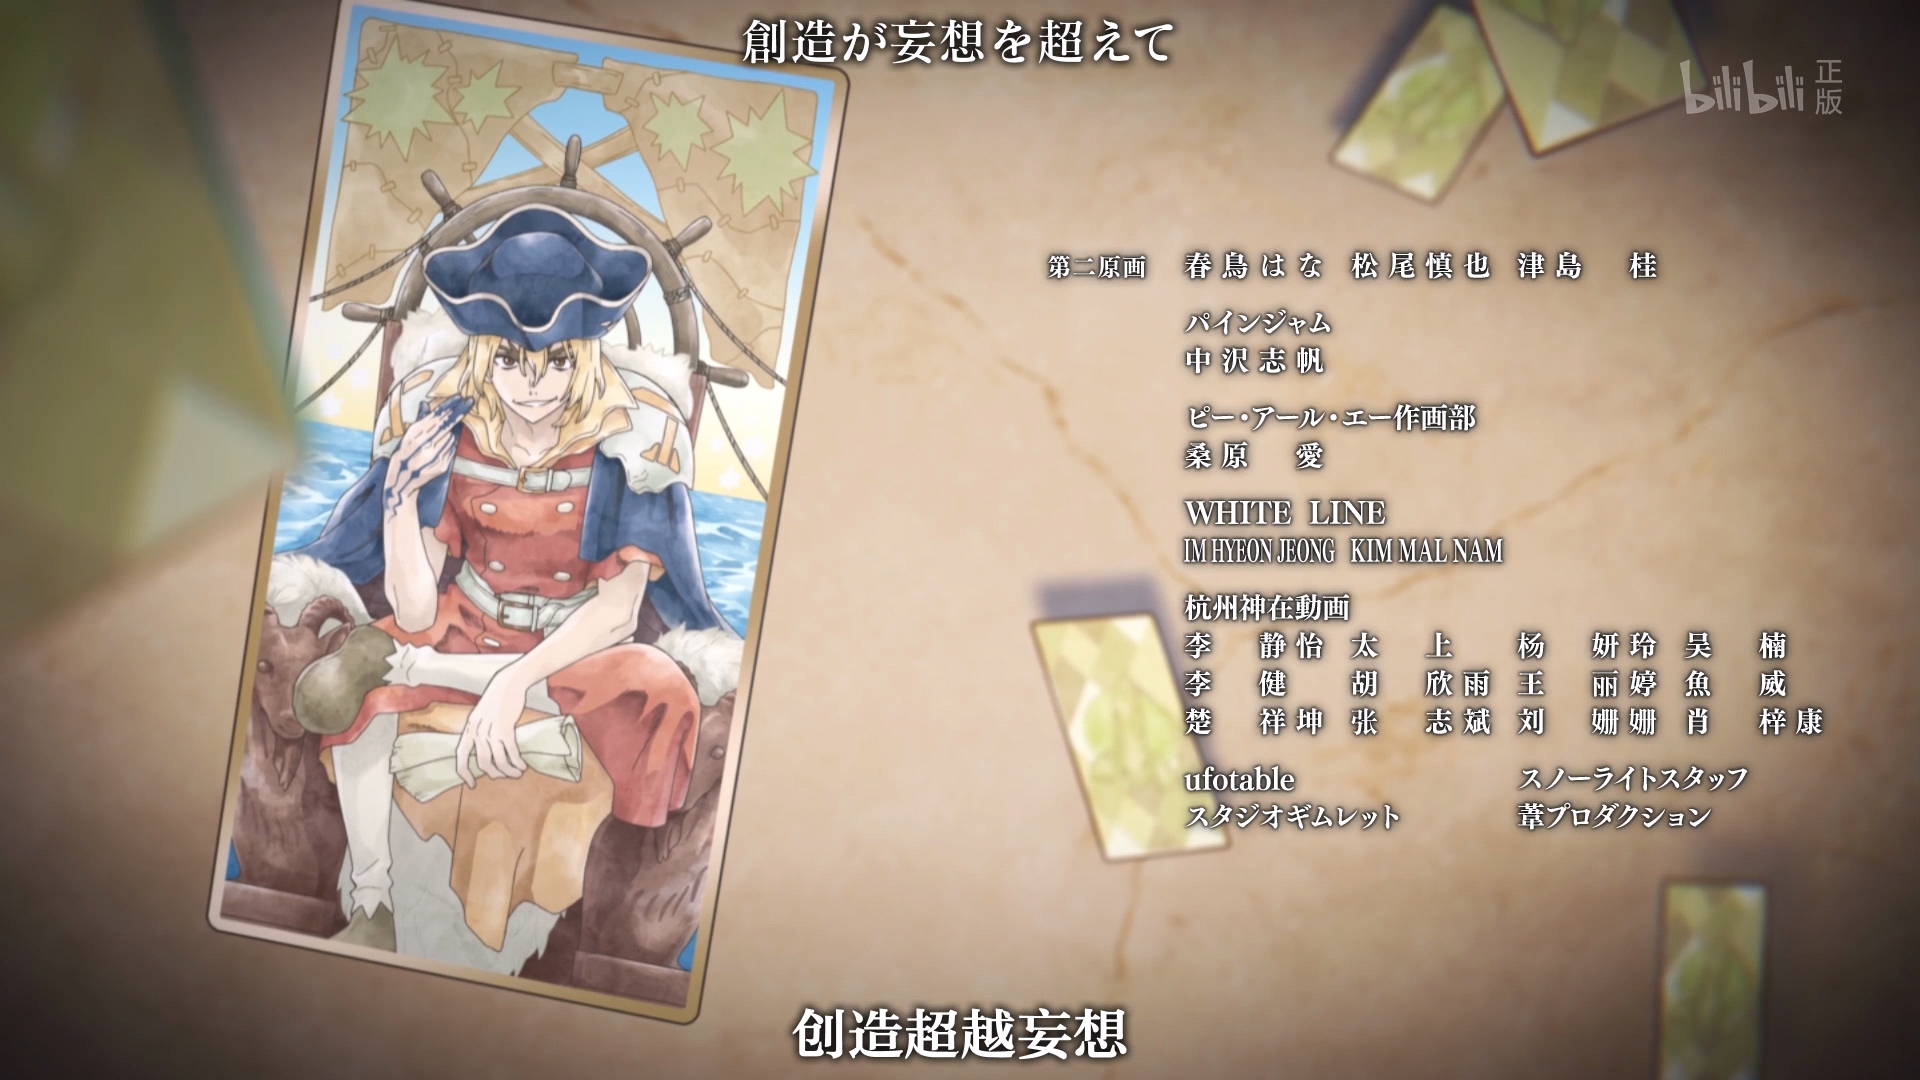 創造が妄想を超えて
bilibili 正版
第二原画 春鳥はな 松尾慎也 津島 桂
パインジャム
中沢志帆
ピー・アール・エー作画部
桑原 愛
WHITE LINE
IM HYEON JEONG KIM MAL NAM
杭州神在動画
李 静怡 太 上 杨 妍玲 吴 楠
李 健 胡 欣雨 王 丽婷 魚 威
楚 祥坤 张 志斌 刘 姗姗 肖 梓康
ufotable スノーライトスタッフ
スタジオギムレット 葦プロダクション
创造超越妄想